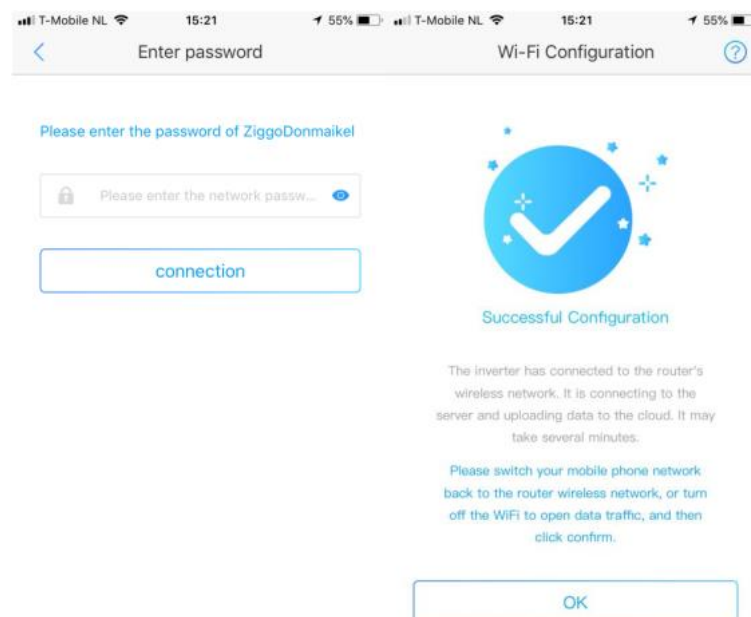 T-Mobile NL 15:21 55%
Enter password
Please enter the password of ZiggoDonmaikel
Please enter the network passw...
connection
T-Mobile NL 15:21 55%
Wi-Fi Configuration ?
Successful Configuration
The inverter has connected to the router's
wireless network. It is connecting to the
server and uploading data to the cloud. It may
take several minutes.
Please switch your mobile phone network
back to the router wireless network, or turn
off the WiFi to open data traffic, and then
click confirm.
OK